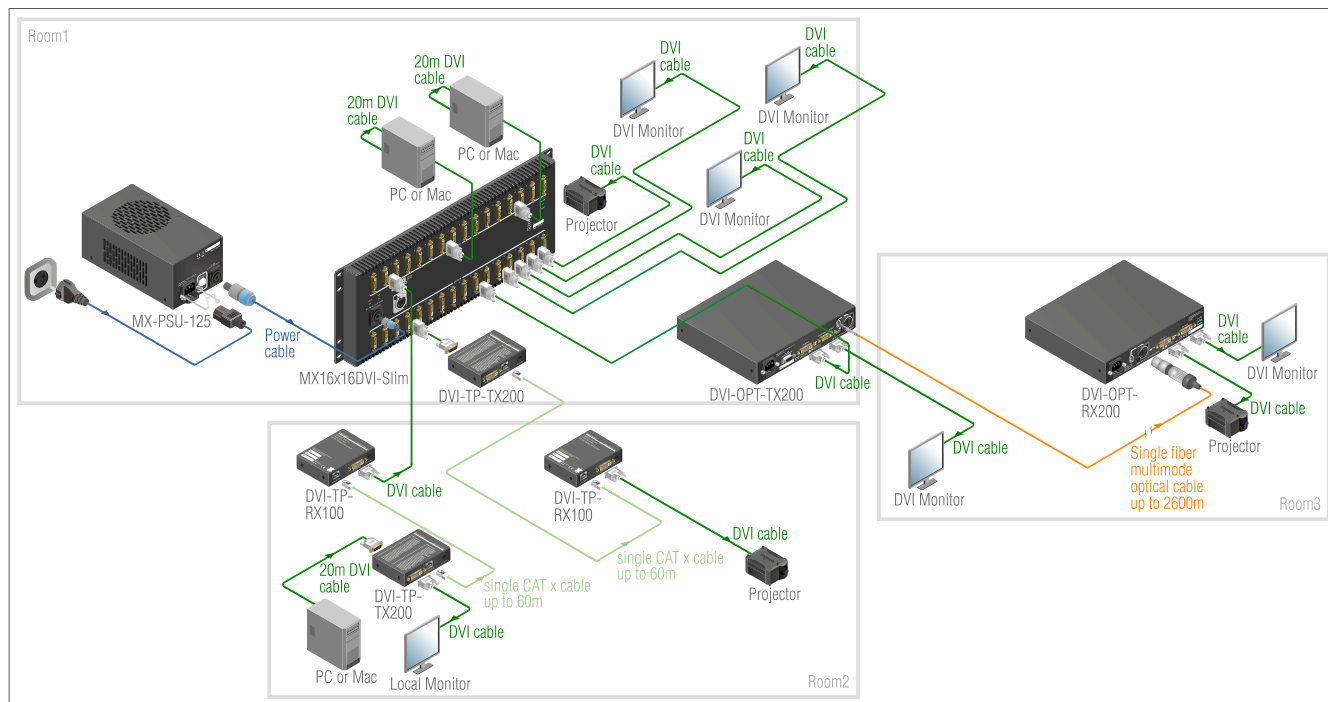 Room1
DVI
cable
DVI
cable
20m DVI
cable
20m DVI
cable
DVI Monitor
DVI Monitor
PC or Mac
PC or Mac
DVI
cable
DVI
cable
Projector
DVI Monitor
MX-PSU-125
Power
cable
MX16x16DVI-Slim
DVI-TP-TX200
DVI-OPT-TX200
DVI cable
DVI cable
DVI Monitor
DVI
cable
DVI Monitor
DVI-OPT-
RX200
DVI cable
Projector
Single fiber
multimode
optical cable
up to 2600m
Room3
DVI-TP-
RX100
DVI cable
DVI-TP-
RX100
DVI cable
Projector
single CAT x cable
up to 60m
single CAT x cable
up to 60m
20m DVI
cable
DVI-TP-
TX200
DVI cable
PC or Mac
Local Monitor
Room2